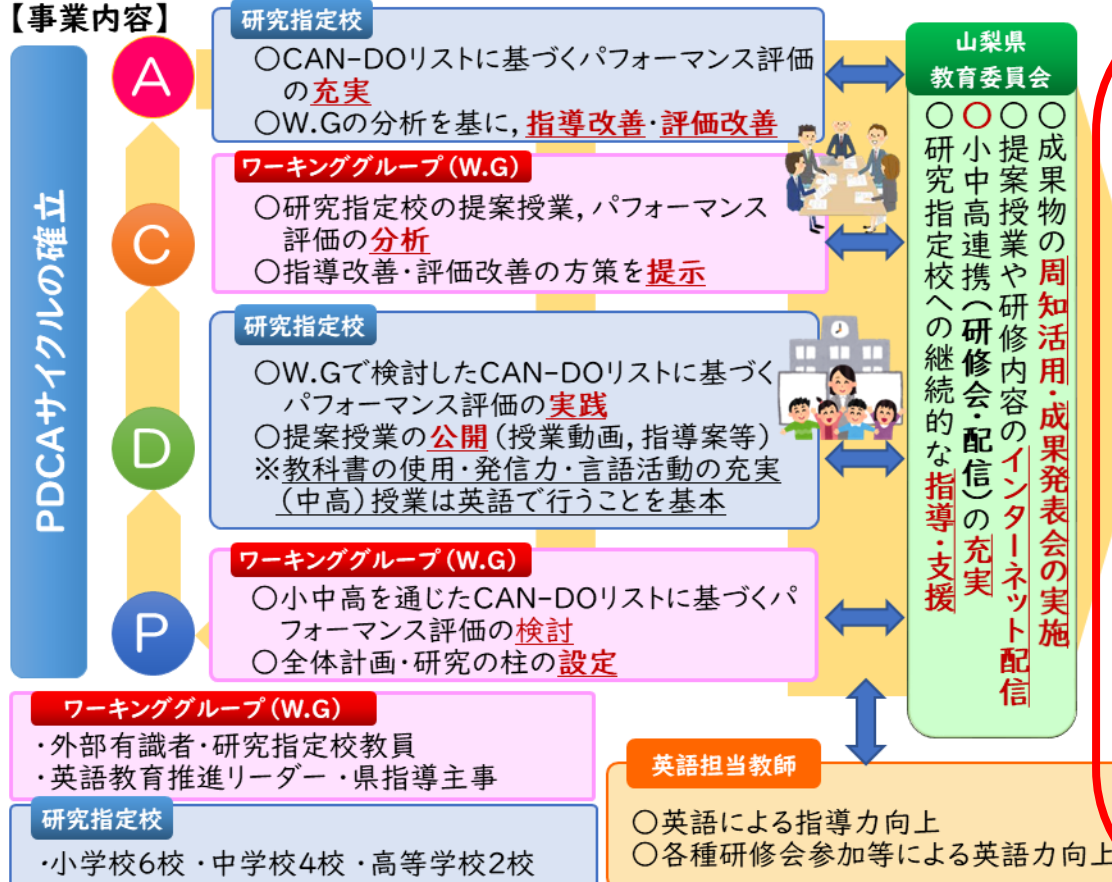 【事業内容】
PDCAサイクルの確立
A
研究指定校
○CAN-DOリストに基づくパフォーマンス評価
の充実
○W.Gの分析を基に,指導改善・評価改善
C
ワーキンググループ(W.G)
○研究指定校の提案授業,パフォーマンス
評価の分析
○指導改善・評価改善の方策を提示
D
研究指定校
○W.Gで検討したCAN-DOリストに基づく
パフォーマンス評価の実践
○提案授業の公開(授業動画,指導案等)
※教科書の使用・発信力・言語活動の充実
(中高)授業は英語で行うことを基本
P
ワーキンググループ(W.G)
○小中高を通じたCAN-DOリストに基づくパ
フォーマンス評価の検討
○全体計画・研究の柱の設定
山梨県
教育委員会
○成果物の周知活用・成果発表会の実施
○提案授業や研修内容のインターネット配信
○小中高連携(研修会・配信)の充実
○研究指定校への継続的な指導・支援
ワーキンググループ(W.G)
・外部有識者・研究指定校教員
・英語教育推進リーダー・県指導主事
研究指定校
・小学校6校・中学校4校・高等学校2校
英語担当教師
○英語による指導力向上
○各種研修会参加等による英語力向上